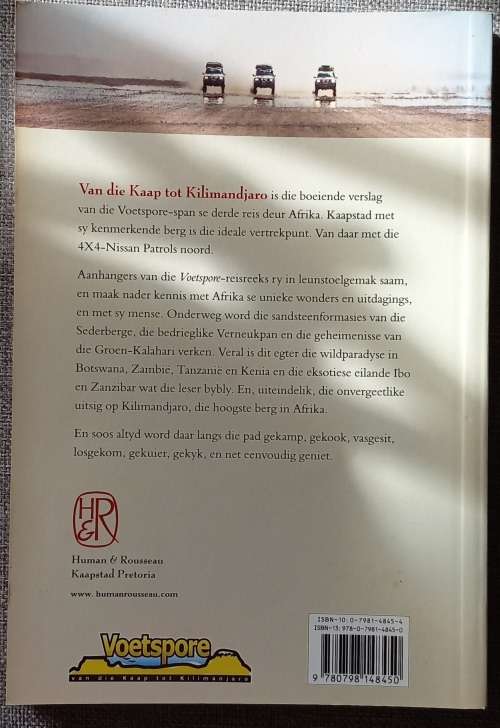 Van die Kaap tot Kilimandjaro is die boeiende verslag
van die Voetspore-span se derde reis deur Afrika. Kaapstad met
sy kenmerkende berg is die ideale vertrekpunt. Van daar met die
4X4-Nissan Patrols noord.
Aanhangers van die Voetspore-reisreeks ry in leunstoelgemak saam,
en maak nader kennis met Afrika se unieke wonders en uitdagings,
en met sy mense. Onderweg word die sandsteenformasies van die
Sederberge, die bedrieglike Verneukpan en die geheimenisse van
die Groen-Kalahari verken. Veral is dit egter die wildparadyse in
Botswana, Zambië, Tanzanië en Kenia en die eksotiese eilande Ibo
en Zanzibar wat die leser bybly. En, uiteindelik, die onvergeetlike
uitsig op Kilimandjaro, die hoogste berg in Afrika.
En soos altyd word daar langs die pad gekamp, gekook, vasgesit,
losgekom, gekuier, gekyk, en net eenvoudig geniet.
H&R
Human & Rousseau
Kaapstad Pretoria
www.humanrousseau.com
Voetspore
van die Kaap tot Kilimanjaro
ISBN-10: 0-7981-4845-4
ISBN-13: 978-0-7981-4845-0
9 780798 148450